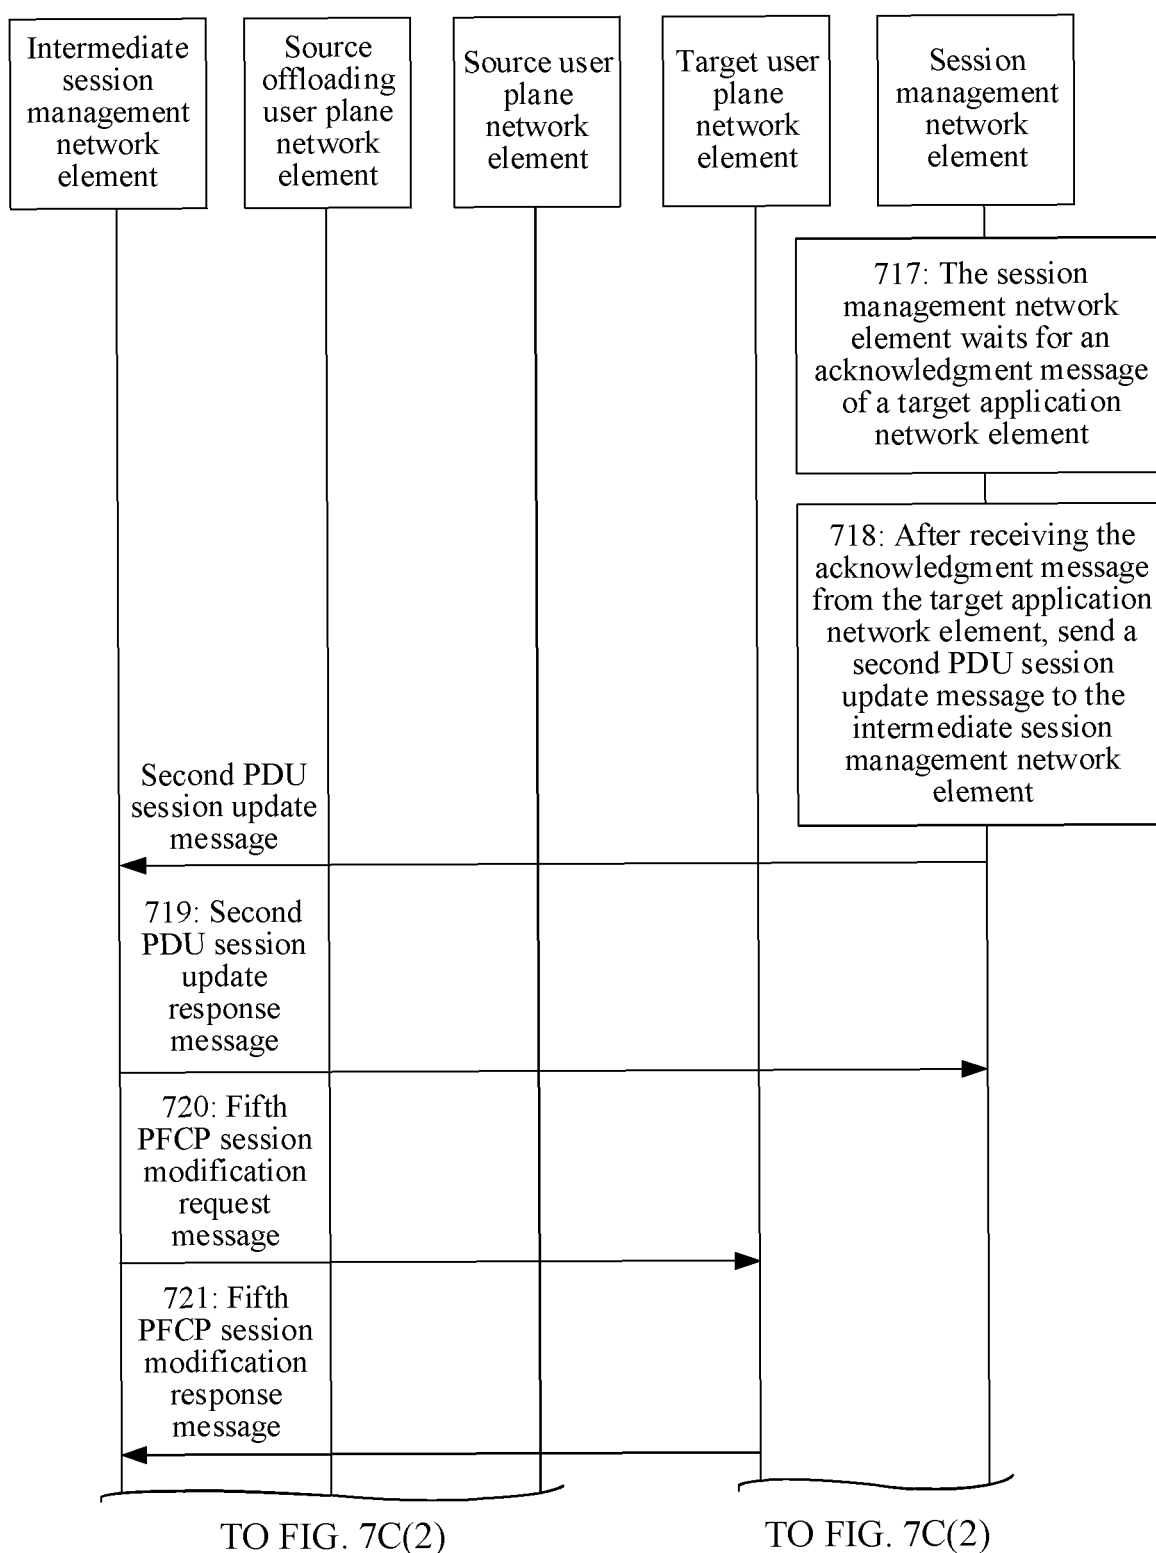 Intermediate
session
management
network
element
Source
offloading
user plane
network
element
Source user
plane
network
element
Target user
plane
network
element
Session
management
network
element
717: The session
management network
element waits for an
acknowledgment message
of a target application
network element
718: After receiving the
acknowledgment message
from the target application
network element, send a
second PDU session
update message to the
intermediate session
management network
element
Second PDU
session update
message
719: Second
PDU session
update
response
message
720: Fifth
PFCP session
modification
request
message
721: Fifth
PFCP session
modification
response
message
TO FIG. 7C(2)
TO FIG. 7C(2)